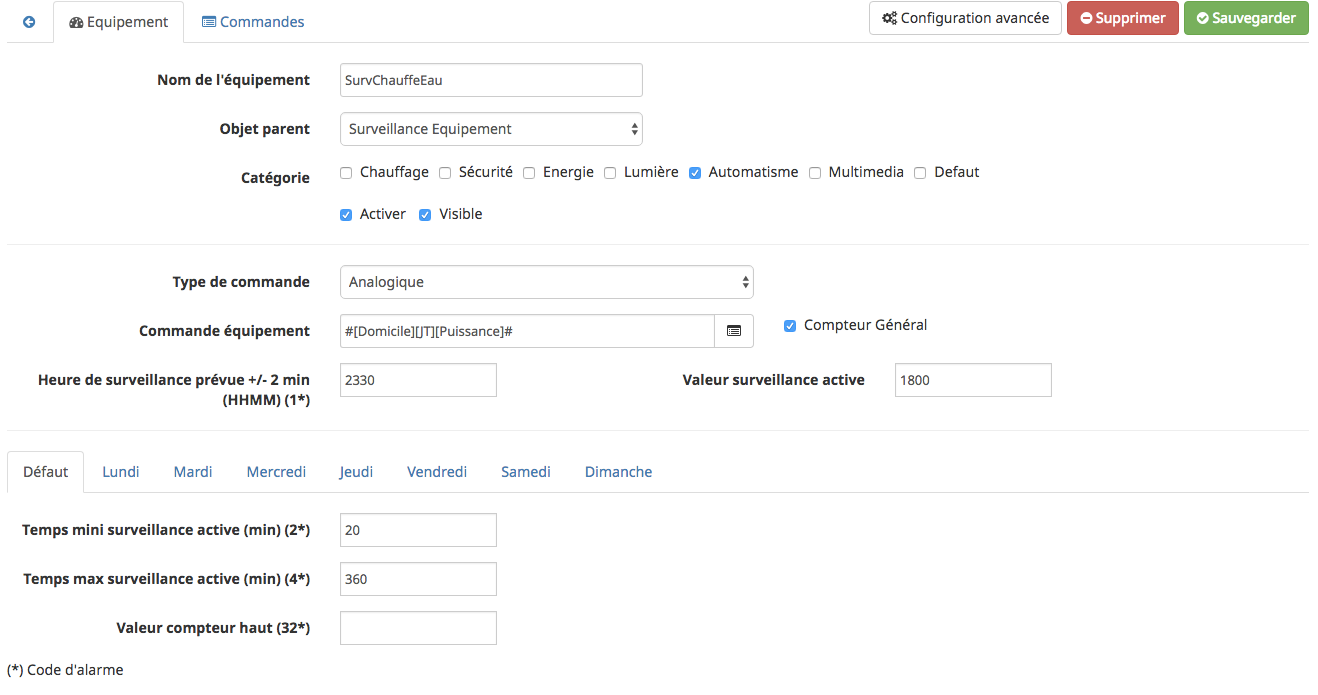 Equipement Commandes Configuration avancée Supprimer Sauvegarder
Nom de l'équipement SurvChauffeEau
Objet parent Surveillance Equipement
Catégorie Chauffage Sécurité Energie Lumière Automatisme Multimedia Defaut
Activer Visible
Type de commande Analogique
Commande équipement #[Domicile][JT][Puissance]# Compteur Général
Heure de surveillance prévue +/- 2 min 2330 Valeur surveillance active 1800
(HHMM) (1*)
Défaut Lundi Mardi Mercredi Jeudi Vendredi Samedi Dimanche
Temps mini surveillance active (min) (2*) 20
Temps max surveillance active (min) (4*) 360
Valeur compteur haut (32*)
(*) Code d'alarme